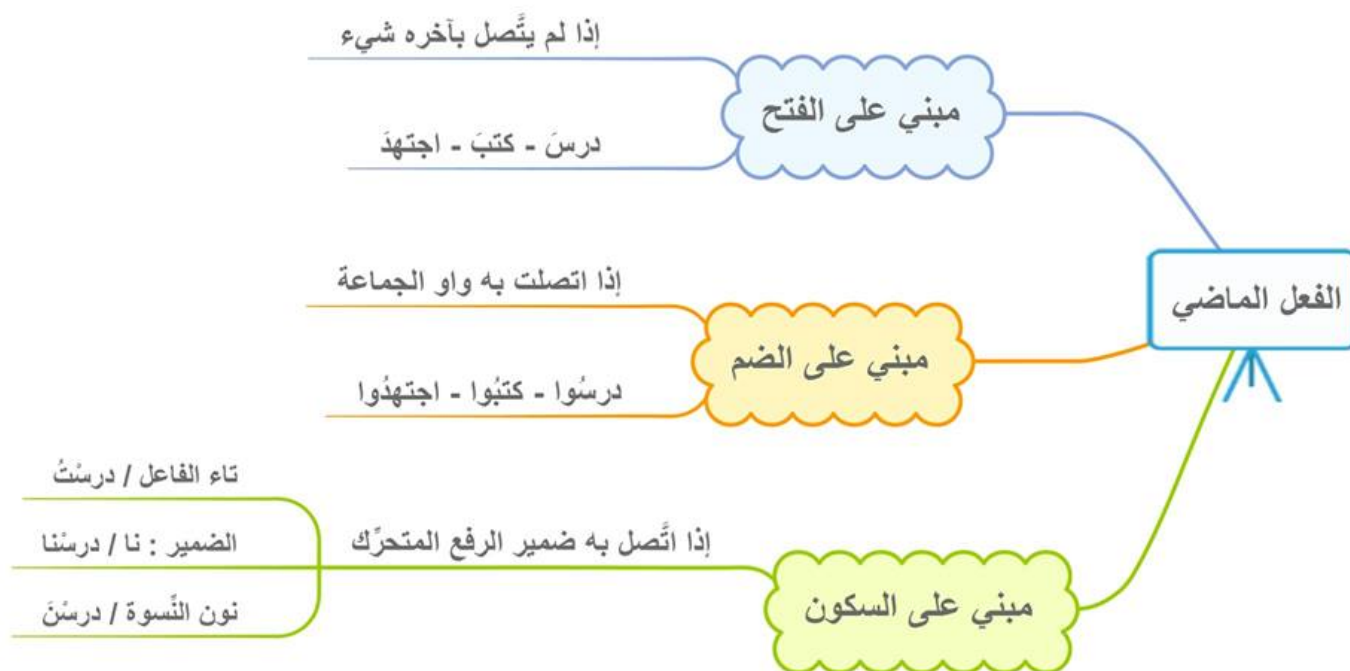 الفعل الماضي
مبني على الفتح
إذا لم يتَّصل بآخره شيء
درسَ - كتبَ - اجتهدَ
مبني على الضم
إذا اتصلت به واو الجماعة
درسُوا - كتبُوا - اجتهدُوا
مبني على السكون
إذا اتَّصل به ضمير الرفع المتحرِّك
تاء الفاعل / درسْتُ
الضمير : نا / درسْنا
نون النِّسوة / درسْنَ